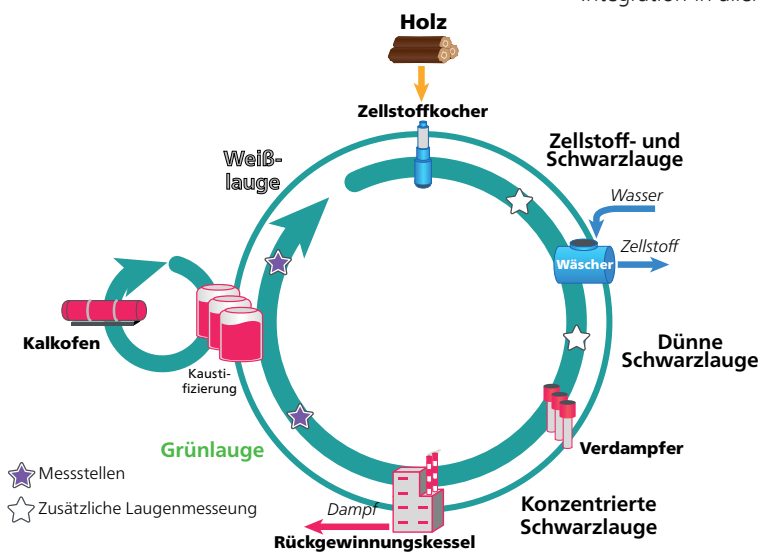 Holz
Zellstoffkocher
Weiß-
lauge
Zellstoff- und
Schwarzlauge
Wasser
Zellstoff
Wäscher
Kalkofen
Kausti-
fizierung
Dünne
Schwarzlauge
Verdampfer
Grünlauge
Messstellen
Zusätzliche Laugenmesseung
Konzentrierte
Schwarzlauge
Dampf
Rückgewinnungskessel